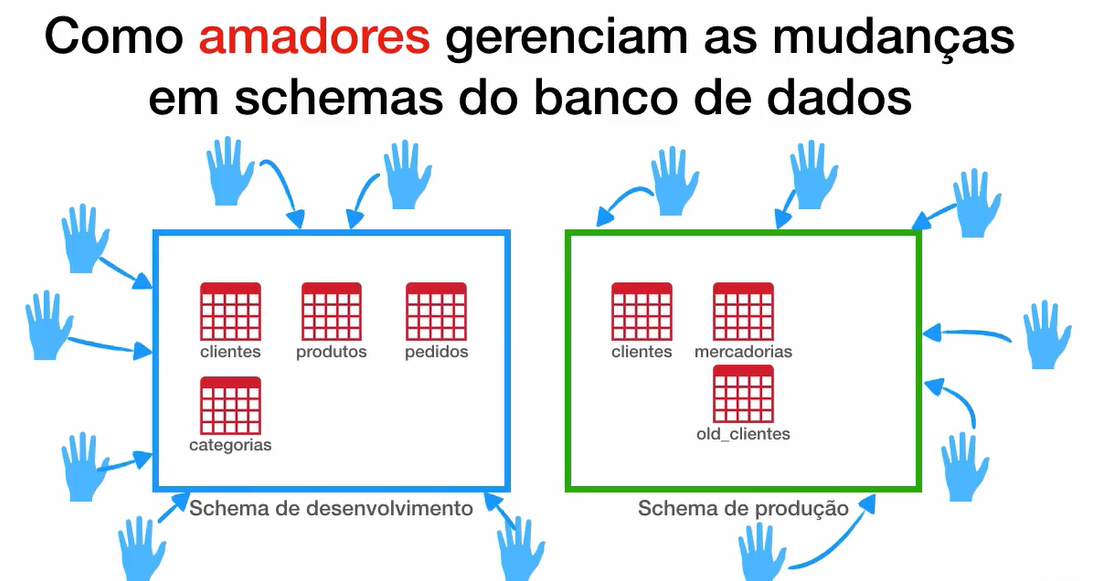 Como amadores gerenciam as mudanças
em schemas do banco de dados
clientes
produtos
pedidos
categorias
Schema de desenvolvimento
clientes
mercadorias
old_clientes
Schema de produção